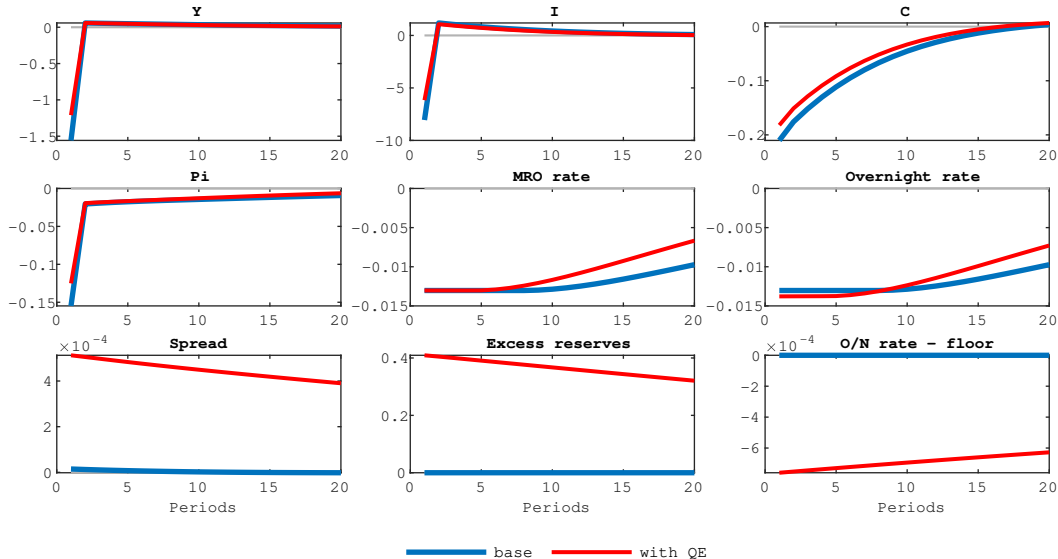 Y I C
0 -0.5 -1 -1.5
0 5 10 15 20
0 -5 -10
0 5 10 15 20
0 -0.1 -0.2
0 5 10 15 20
Pi MRO rate Overnight rate
0 -0.05 -0.1 -0.15
0 5 10 15 20
0 -0.005 -0.01 -0.015
0 5 10 15 20
0 -0.005 -0.01 -0.015
0 5 10 15 20
Spread Excess reserves O/N rate - floor
×10⁻⁴
4 2 0
0 5 10 15 20
Periods
0.4 0.2 0
0 5 10 15 20
Periods
×10⁻⁴
0 -2 -4 -6
0 5 10 15 20
Periods
base with QE